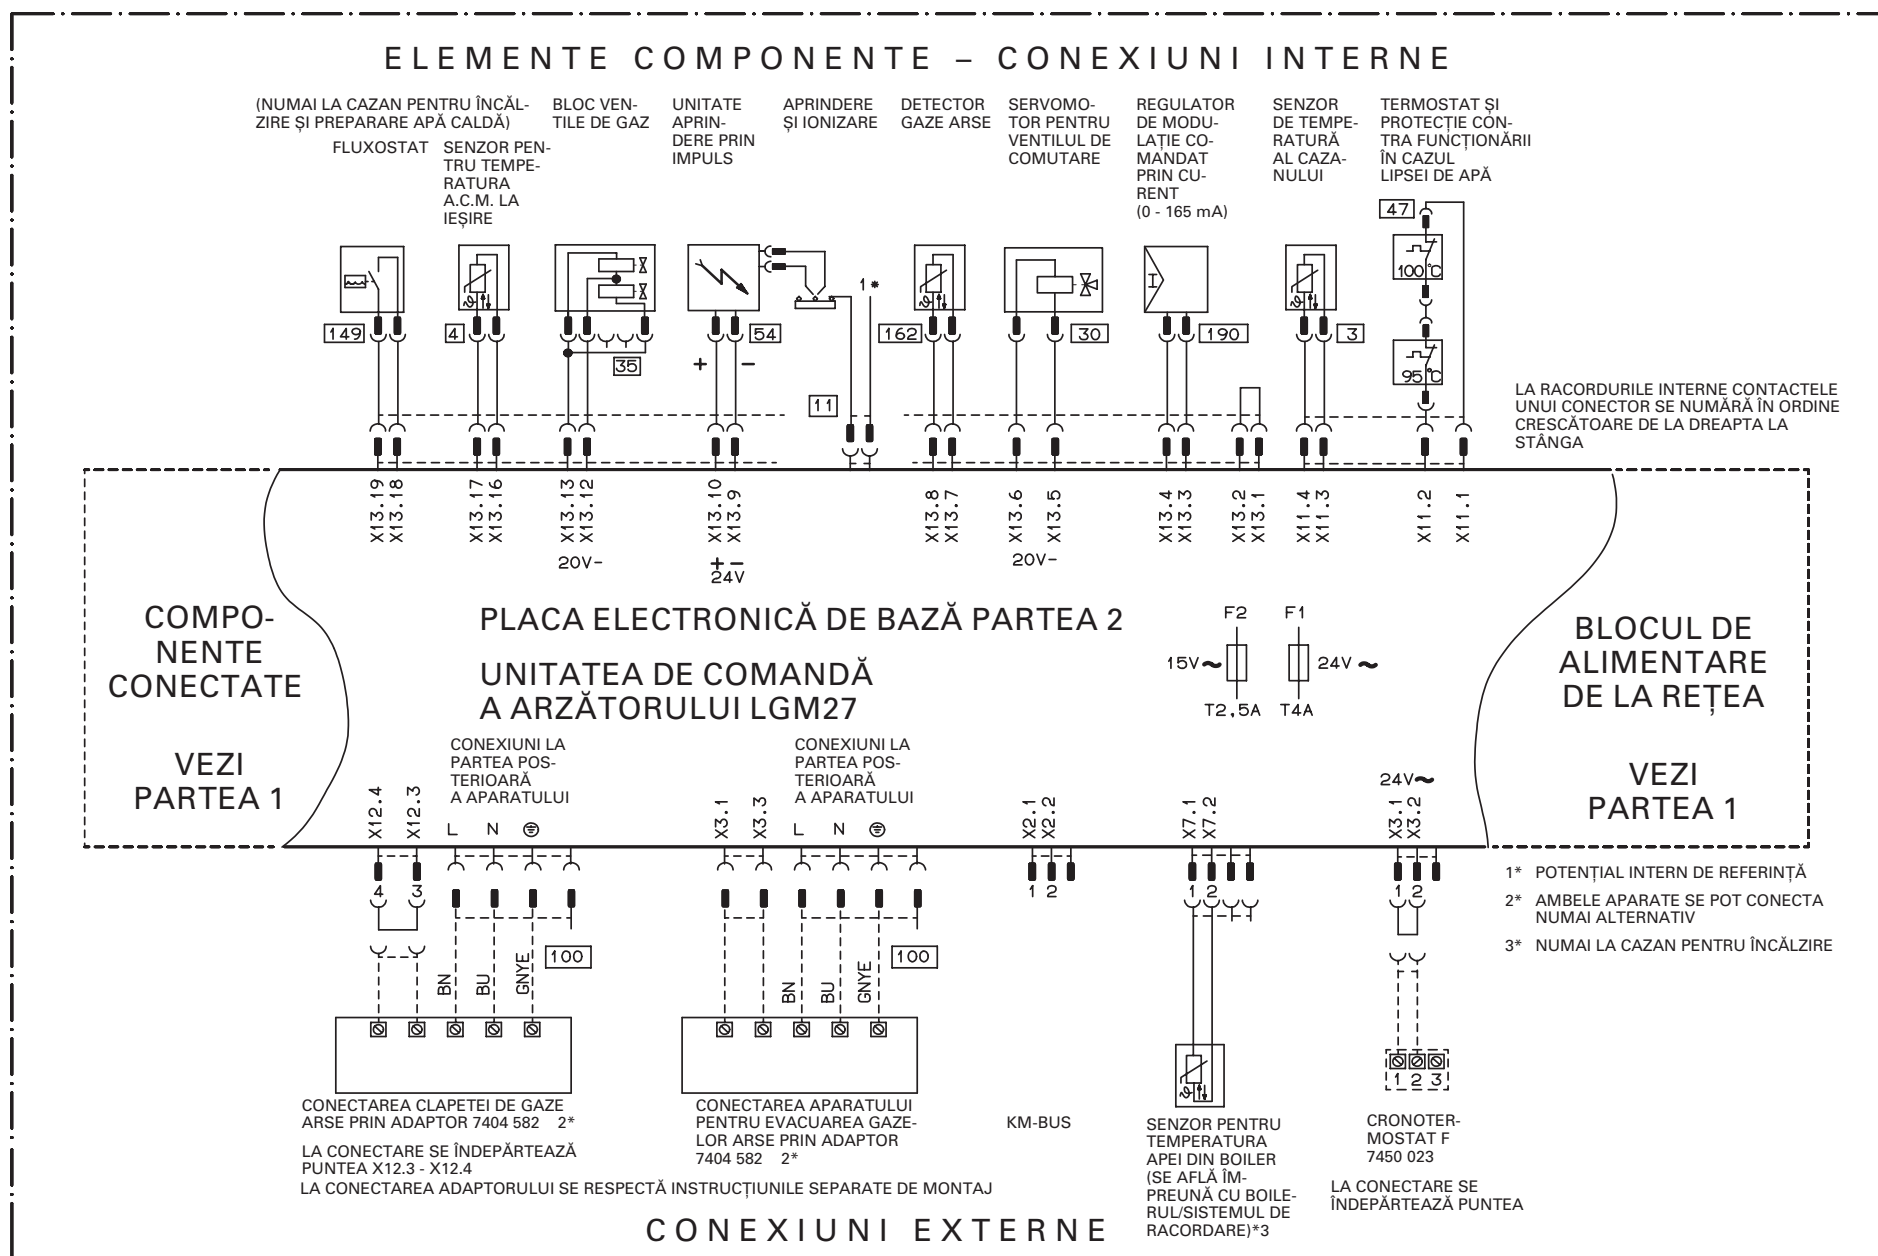 ELEMENTE COMPONENTE – CONEXIUNI INTERNE
(NUMAI LA CAZAN PENTRU ÎNCĂL-
ZIRE ȘI PREPARARE APĂ CALDĂ)
FLUXOSTAT
SENZOR PEN-
TRU TEMPE-
RATURA
A.C.M. LA
IEȘIRE
BLOC VEN-
TILE DE GAZ
UNITATE
APRIN-
DERE PRIN
IMPULS
APRINDERE
ȘI IONIZARE
DETECTOR
GAZE ARSE
SERVOMO-
TOR PENTRU
VENTILUL DE
COMUTARE
REGULATOR
DE MODU-
LAȚIE CO-
MANDAT
PRIN CU-
RENT
(0 - 165 mA)
SENZOR
DE TEMPE-
RATURĂ
AL CAZA-
NULUI
TERMOSTAT ȘI
PROTECȚIE CÓN-
TRA FUNCȚIONĂRII
ÎN CAZUL
LIPSEI DE APĂ
47
100°C
95°C
1*
I
149
4
35
54
+ −
11
162
30
190
3
LA RACORDURILE INTERNE CONTACTELE
UNUI CONECTOR SE NUMĂRĂ ÎN ORDINE
CRESCĂTOARE DE LA DREAPTA LA
STÂNGA
X13.19
X13.18
X13.17
X13.16
X13.13
X13.12
X13.10
X13.9
X13.8
X13.7
X13.6
X13.5
X13.4
X13.3
X13.2
X13.1
X11.4
X11.3
X11.2
X11.1
20V-
+ −
24V
20V-
COMPO-
NENTE
CONECTATE
VEZI
PARTEA 1
PLACA ELECTRONICĂ DE BAZĂ PARTEA 2
UNITATEA DE COMANDĂ
A ARZĂTORULUI LGM27
F2 F1
15V~ 24V ~
T2,5A T4A
BLOCUL DE
ALIMENTARE
DE LA REȚEA
VEZI
PARTEA 1
CONEXIUNI LA
PARTEA POS-
TERIOARĂ
A APARATULUI
CONEXIUNI LA
PARTEA POS-
TERIOARĂ
A APARATULUI
24V~
X12.4
X12.3
L N
X3.1
X3.3
L N
X2.1
X2.2
X7.1
X7.2
X3.1
X3.2
4 3
1 2
1 2
1 2
100
100
BN
BU
GNYE
BN
BU
GNYE
1* POTENȚIAL INTERN DE REFERINȚĂ
2* AMBELE APARATE SE POT CONECTA
NUMAI ALTERNATIV
3* NUMAI LA CAZAN PENTRU ÎNCĂLZIRE
1 2 3
CONECTAREA CLAPETEI DE GAZE
ARSE PRIN ADAPTOR 7404 582 2*
LA CONECTARE SE ÎNDEPĂRTEAZĂ
PUNTEA X12.3 - X12.4
CONECTAREA APARATULUI
PENTRU EVACUAREA GAZE-
LOR ARSE PRIN ADAPTOR
7404 582 2*
LA CONECTAREA ADAPTORULUI SE RESPECTĂ INSTRUCȚIUNILE SEPARATE DE MONTAJ
KM-BUS
SENZOR PENTRU
TEMPERATURA
APEI DIN BOILER
(SE AFLĂ ÎM-
PREUNĂ CU BOILE-
RUL/SISTEMUL DE
RACORDARE)*3
CRONOTER-
MOSTAT F
7450 023
LA CONECTARE SE
ÎNDEPĂRTEAZĂ PUNTEA
CONEXIUNI EXTERNE